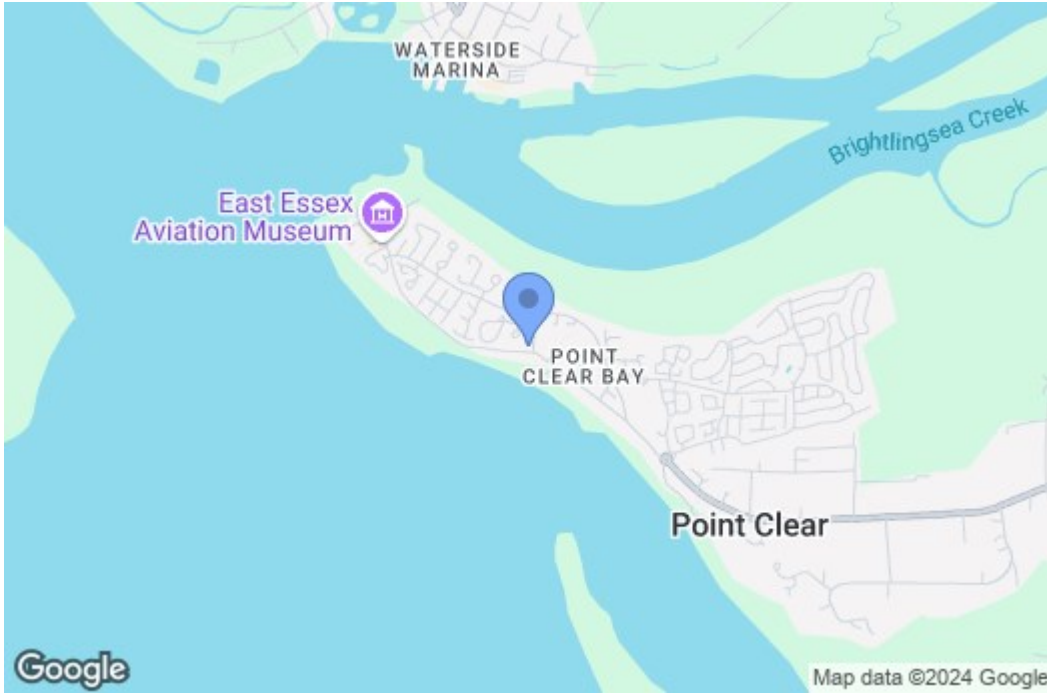 WATERSIDE
MARINA
Brightlingsea Creek
East Essex
Aviation Museum
POINT
CLEAR BAY
Point Clear
Google
Map data ©2024 Google